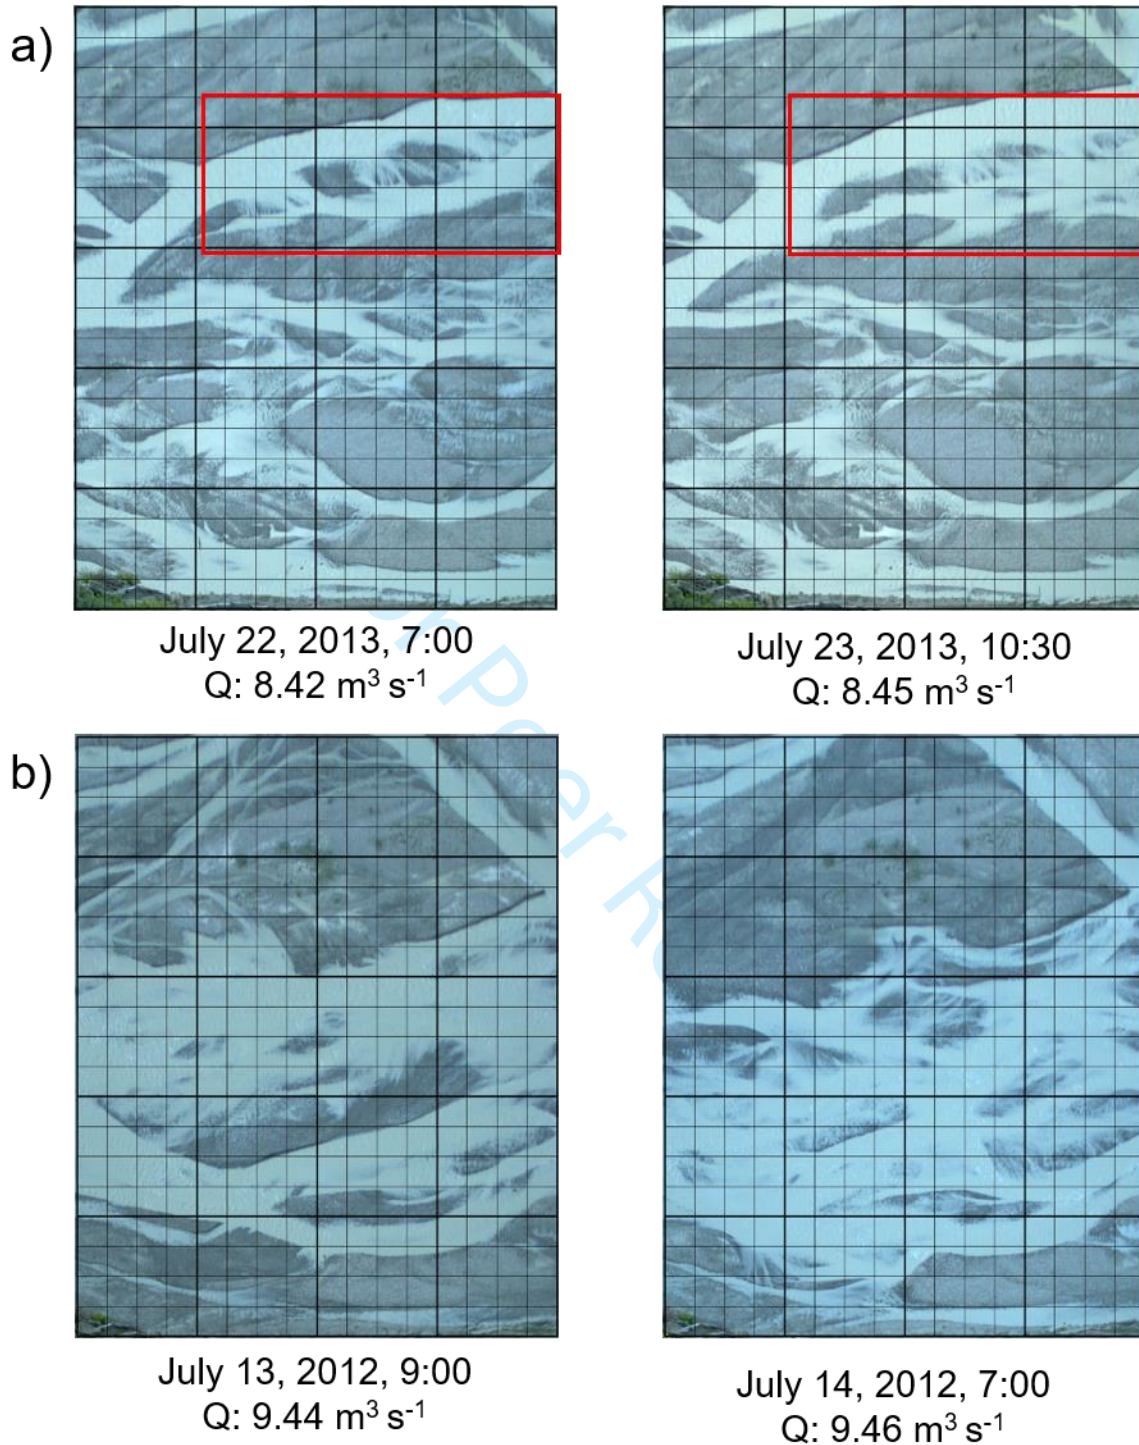 a)
July 22, 2013, 7:00
Q: 8.42 m³ s⁻¹
July 23, 2013, 10:30
Q: 8.45 m³ s⁻¹
b)
July 13, 2012, 9:00
Q: 9.44 m³ s⁻¹
July 14, 2012, 7:00
Q: 9.46 m³ s⁻¹